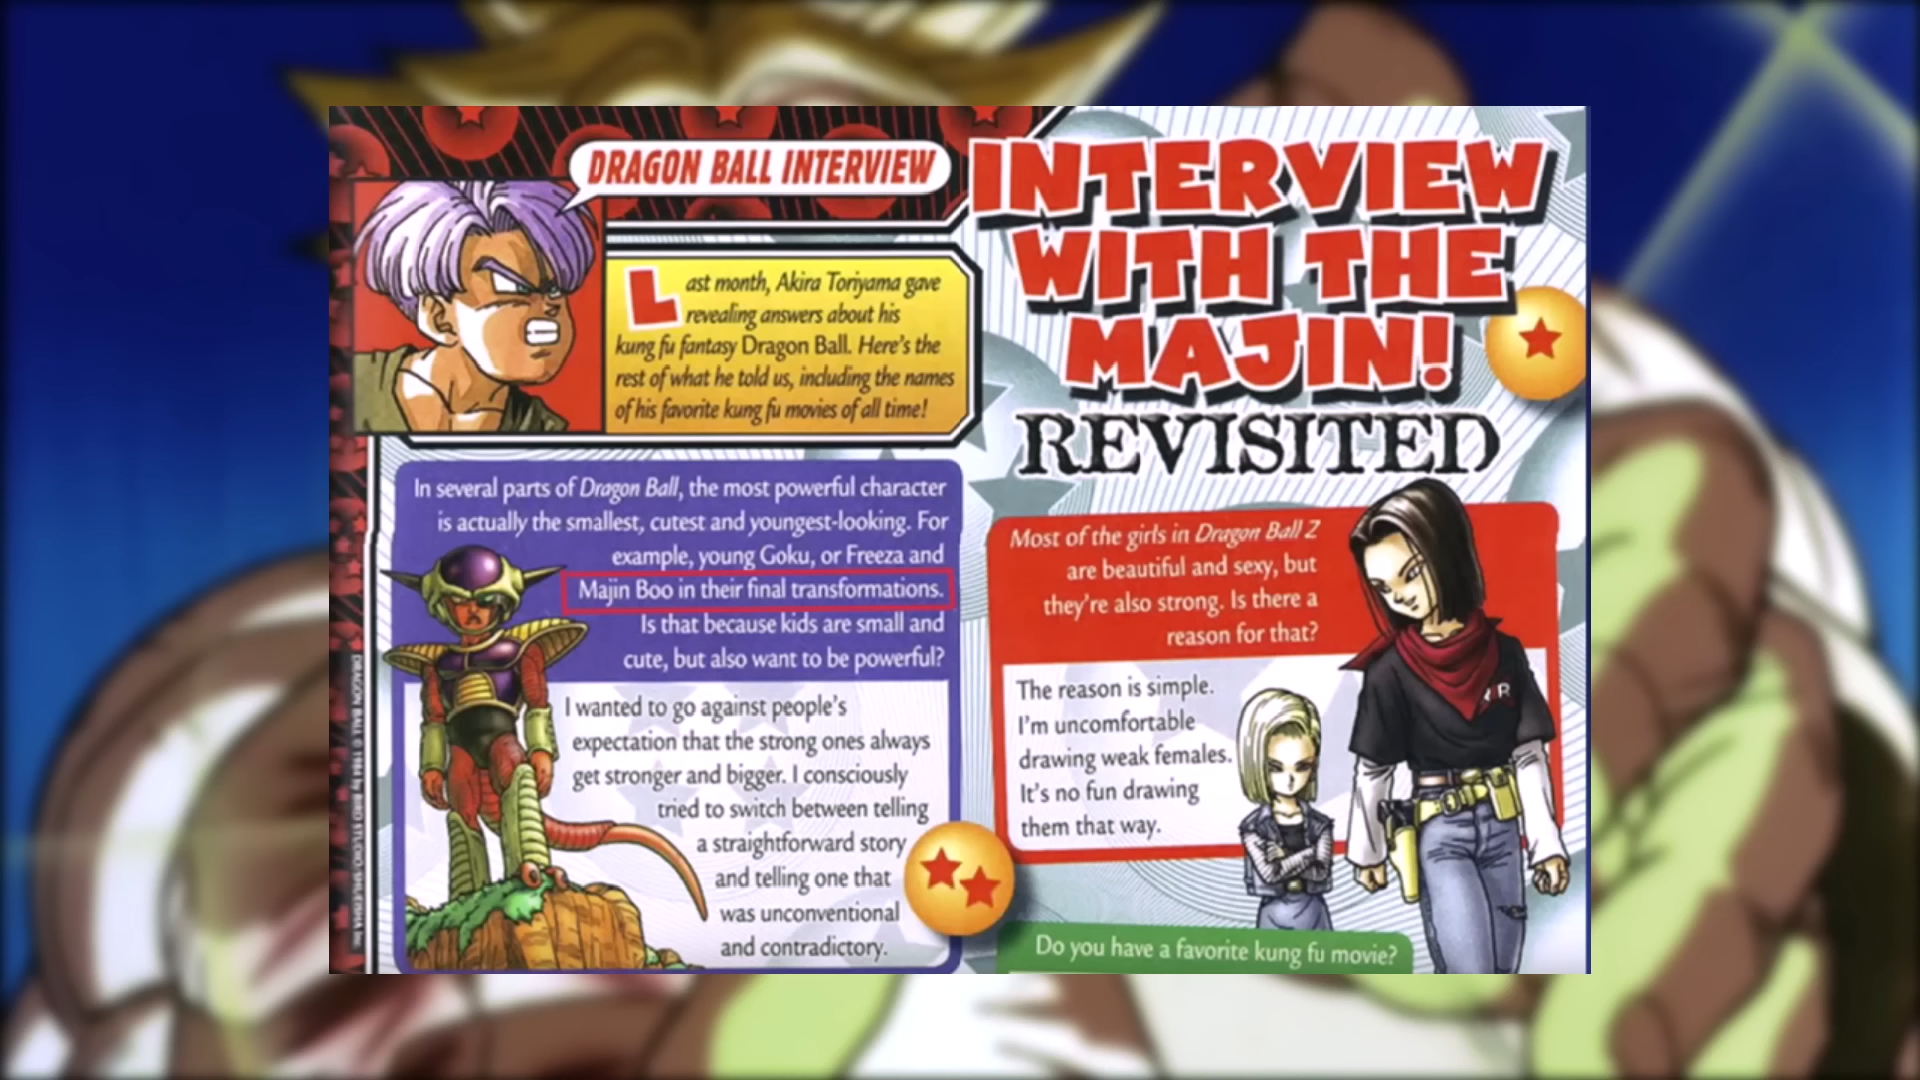 DRAGON BALL INTERVIEW
INTERVIEW
WITH THE
MAJIN!
REVISITED
Last month, Akira Toriyama gave
revealing answers about his
kung fu fantasy Dragon Ball. Here's the
rest of what he told us, including the names
of his favorite kung fu movies of all time!
In several parts of Dragon Ball, the most powerful character
is actually the smallest, cutest and youngest-looking. For
example, young Goku, or Freeza and
Majin Boo in their final transformations.
Is that because kids are small and
cute, but also want to be powerful?
I wanted to go against people's
expectation that the strong ones always
get stronger and bigger. I consciously
tried to switch between telling
a straightforward story
and telling one that
was unconventional
and contradictory.
Most of the girls in Dragon Ball Z
are beautiful and sexy, but
they're also strong. Is there a
reason for that?
The reason is simple.
I'm uncomfortable
drawing weak females.
It's no fun drawing
them that way.
Do you have a favorite kung fu movie?
DRAGON BALL © 1984 by BIRD STUDIO/SHUEISHA Inc.